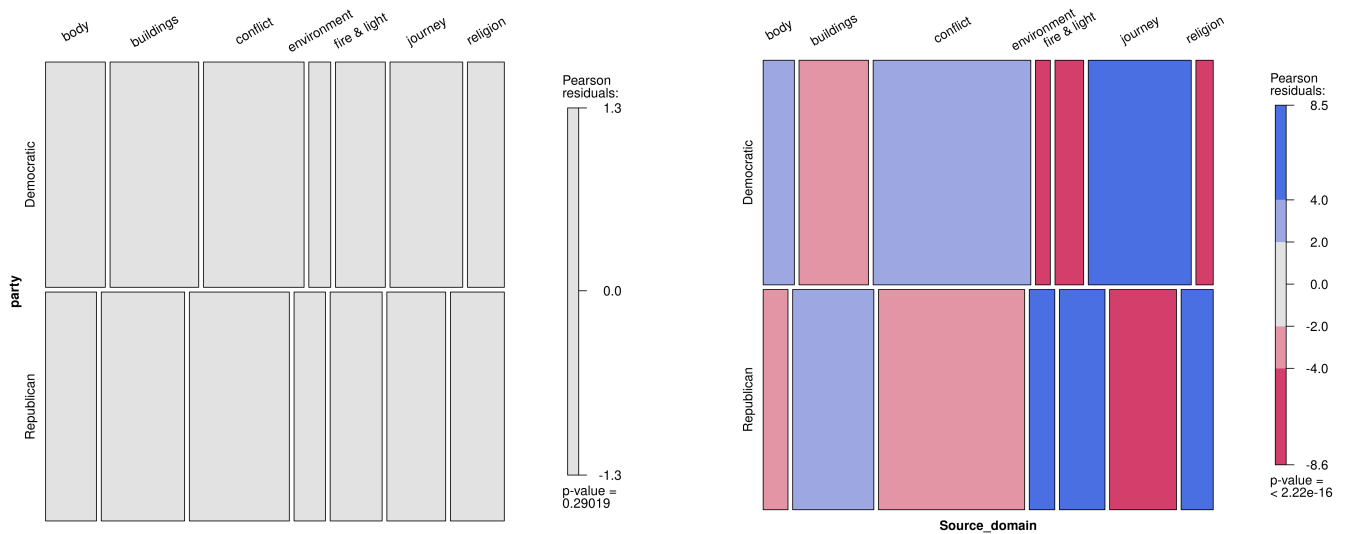 body buildings conflict environment fire & light journey religion
Democratic
Republican
party
Pearson
residuals:
1.3
0.0
-1.3
p-value =
0.29019
body buildings conflict environment fire & light journey religion
Democratic
Republican
Source_domain
Pearson
residuals:
8.5
4.0
2.0
0.0
-2.0
-4.0
-8.6
p-value =
< 2.22e-16